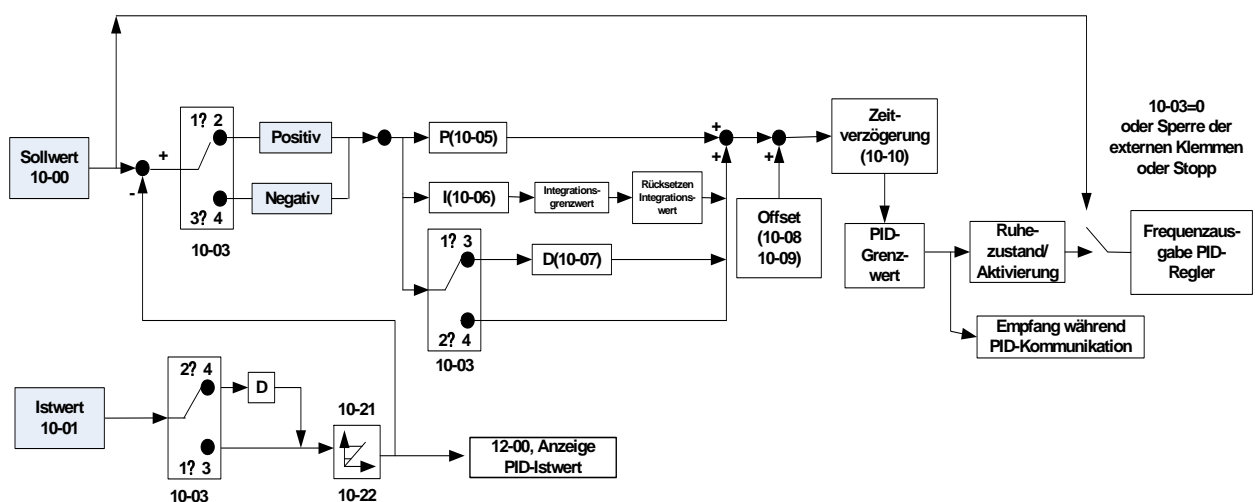 Sollwert
10-00
+
-
1? 2
3? 4
10-03
Positiv
Negativ
P(10-05)
I(10-06)
Integrations-
grenzwert
Rücksetzen
Integrations-
wert
1? 3
2? 4
10-03
D(10-07)
+
+
+
Offset
(10-08
10-09)
Zeit-
verzögerung
(10-10)
PID-
Grenz-
wert
Ruhe-
zustand/
Aktivierung
Empfang während
PID-Kommunikation
10-03=0
oder Sperre der
externen Klemmen
oder Stopp
Frequenzaus-
gabe PID-
Regler
Istwert
10-01
2? 4
1? 3
10-03
D
10-21
10-22
12-00, Anzeige
PID-Istwert